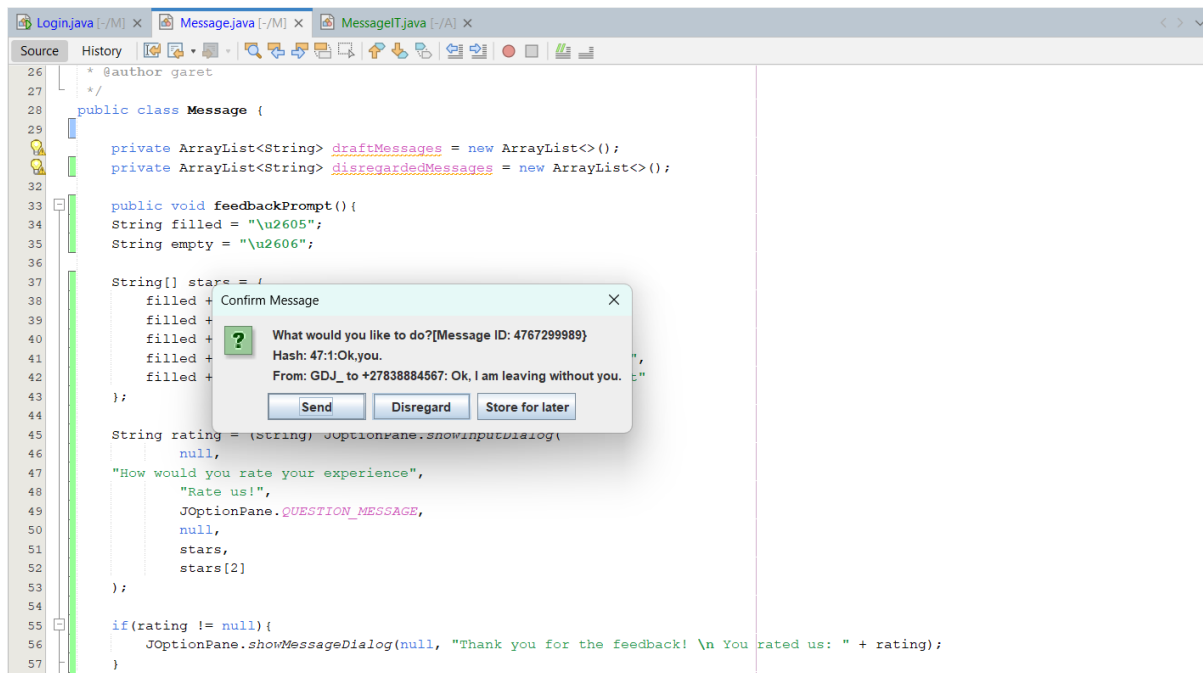 Login.java [-/M] Message.java [-/M] MessageIT.java [-/A]
Source History
26 * @author garet
27 */
28 public class Message {
29
private ArrayList<String> draftMessages = new ArrayList<>();
private ArrayList<String> disregardedMessages = new ArrayList<>();
32
33 public void feedbackPrompt(){
34 String filled = "\u2605";
35 String empty = "\u2606";
36
37 String[] stars = {
38 filled +
39 filled +
40 filled +
41 filled + ",
42 filled + t"
43 };
44
Confirm Message
What would you like to do?[Message ID: 4767299989}
Hash: 47:1:Ok,you.
From: GDJ_ to +27838884567: Ok, I am leaving without you.
Send Disregard Store for later
45 String rating = (String) JOptionPane.showInputDialog(
46 null,
47 "How would you rate your experience",
48 "Rate us!",
49 JOptionPane.QUESTION_MESSAGE,
50 null,
51 stars,
52 stars[2]
53 );
54
55 if(rating != null){
56 JOptionPane.showMessageDialog(null, "Thank you for the feedback! \n You rated us: " + rating);
57 }